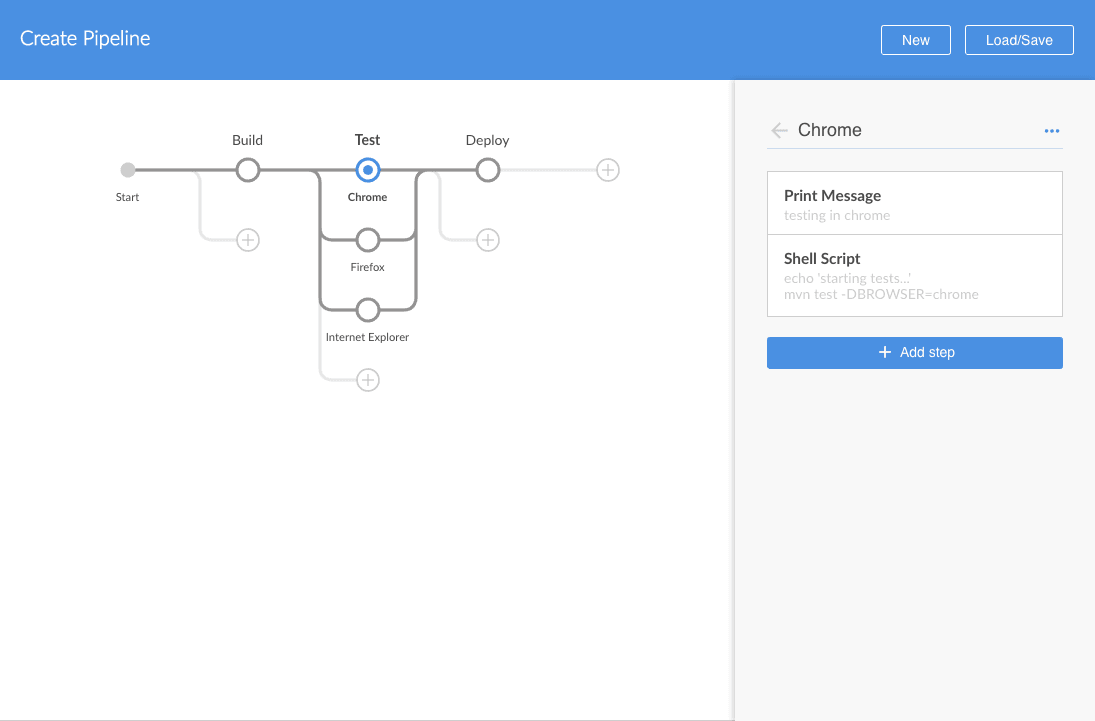 Create Pipeline
New
Load/Save
Build
Test
Deploy
Start
Chrome
Firefox
Internet Explorer
Chrome
Print Message
testing in chrome
Shell Script
echo 'starting tests...'
mvn test -DBROWSER=chrome
Add step